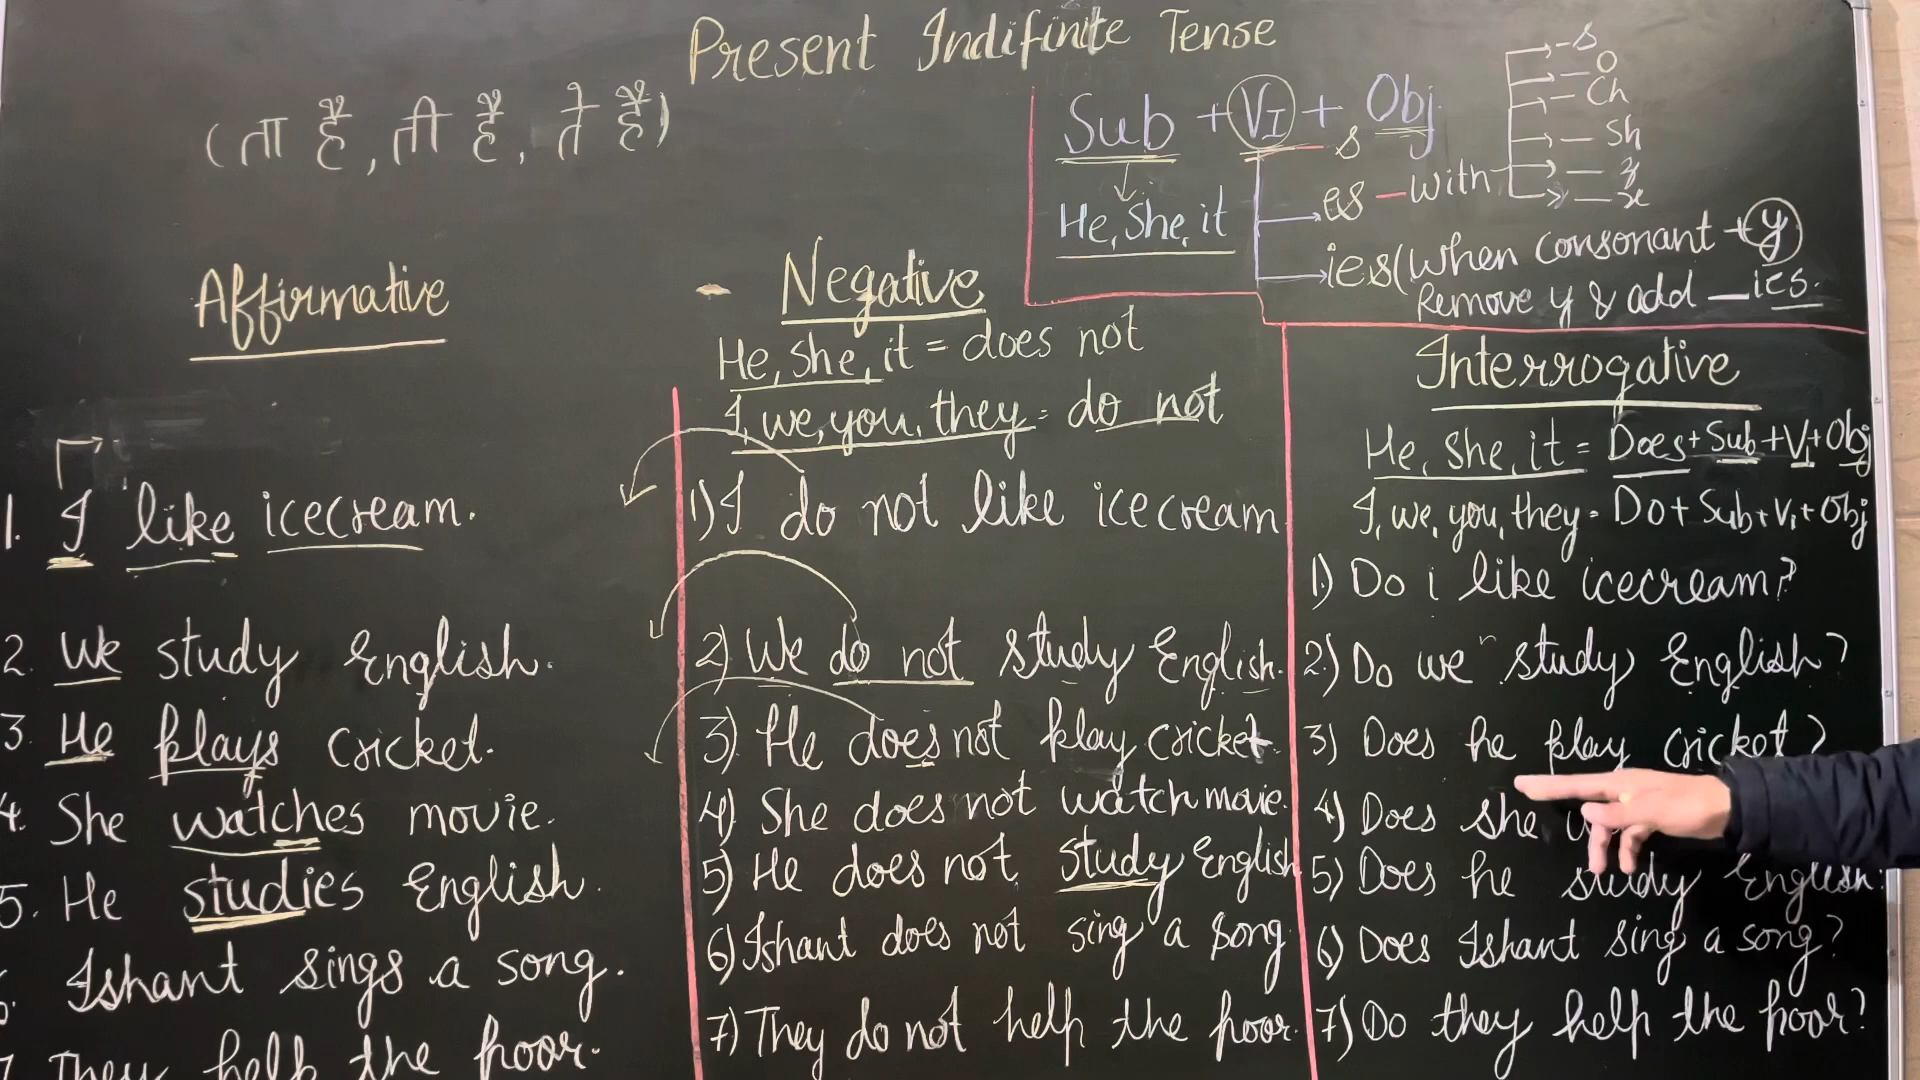 Present Indifinite Tense
(ता है, ती है, ते हैं)
Sub + V1 + Obj
He, She, it
s
es - with
- s
- o
- Ch
- Sh
- z
- x
ies (When consonant + y
Remove y & add - ies.
Affirmative
1. I like icecream.
2. We study English.
3. He plays cricket.
4. She watches movie.
5. He studies English.
Ishant sings a song.
They help the poor.
- Negative
He, She, it = does not
I, we, you, they = do not
1) I do not like icecream
2) We do not study English.
3) He does not play cricket.
4) She does not watch movie.
5) He does not study English
6) Ishant does not sing a song
7) They do not help the poor.
Interrogative
He, She, it = Does + Sub + V1 + Obj
I, we, you, they = Do + Sub + V1 + Obj
1) Do i like icecream?
2) Do we study English?
3) Does he play cricket?
4) Does she
5) Does he study English
6) Does Ishant sing a song?
7) Do they help the poor?